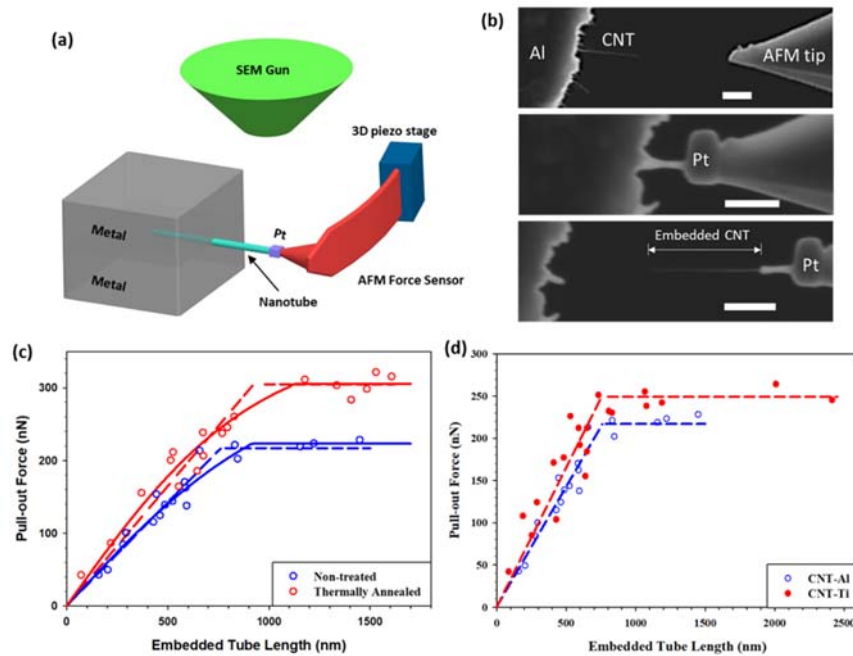 (a)
SEM Gun
3D piezo stage
Metal
Metal
Pt
Nanotube
AFM Force Sensor
(b)
Al
CNT
AFM tip
Pt
Embedded CNT
Pt
(c)
Pull-out Force (nN)
300
200
100
0
0 500 1000 1500
Embedded Tube Length (nm)
Non-treated
Thermally Annealed
(d)
Pull-out Force (nN)
300
250
200
150
100
50
0
0 500 1000 1500 2000 2500
Embedded Tube Length (nm)
CNT-Al
CNT-Ti